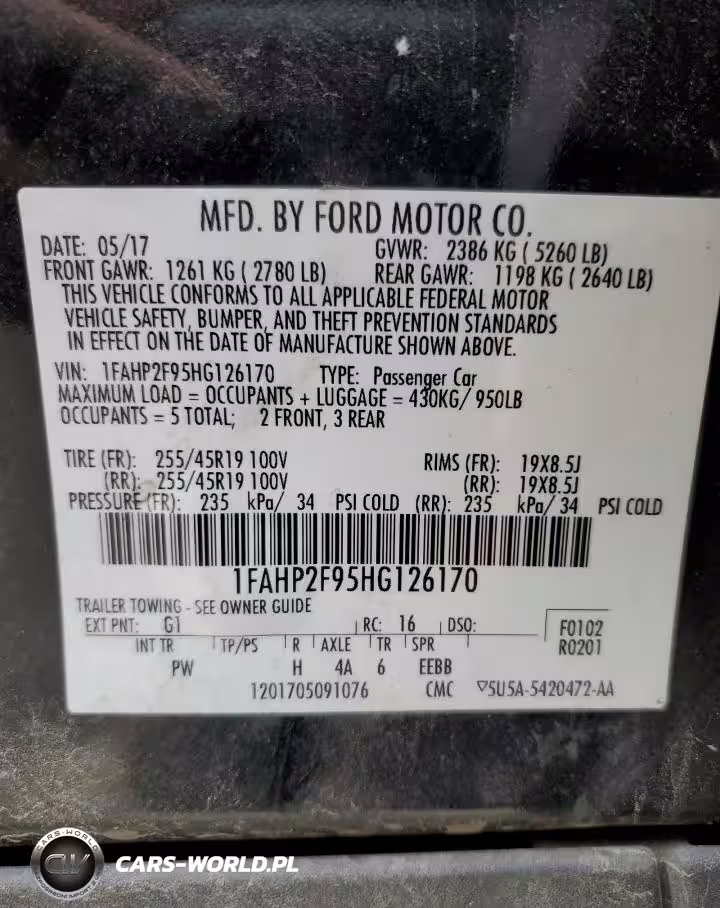 MFD. BY FORD MOTOR CO.
DATE: 05/17 GVWR: 2386 KG ( 5260 LB)
FRONT GAWR: 1261 KG ( 2780 LB) REAR GAWR: 1198 KG ( 2640 LB)
THIS VEHICLE CONFORMS TO ALL APPLICABLE FEDERAL MOTOR
VEHICLE SAFETY, BUMPER, AND THEFT PREVENTION STANDARDS
IN EFFECT ON THE DATE OF MANUFACTURE SHOWN ABOVE.
VIN: 1FAHP2F95HG126170 TYPE: Passenger Car
MAXIMUM LOAD = OCCUPANTS + LUGGAGE = 430KG/ 950LB
OCCUPANTS = 5 TOTAL; 2 FRONT, 3 REAR
TIRE (FR): 255/45R19 100V RIMS (FR): 19X8.5J
(RR): 255/45R19 100V (RR): 19X8.5J
PRESSURE (FR): 235 kPa/ 34 PSI COLD (RR): 235 kPa/ 34 PSI COLD
1FAHP2F95HG126170
TRAILER TOWING - SEE OWNER GUIDE
EXT PNT: G1 RC: 16 DSO: F0102
INT TR TP/PS R AXLE TR SPR R0201
PW H 4A 6 EEBB
1201705091076 CMC ▽5U5A-5420472-AA
CARS-WORLD
CARS-WORLD.PL